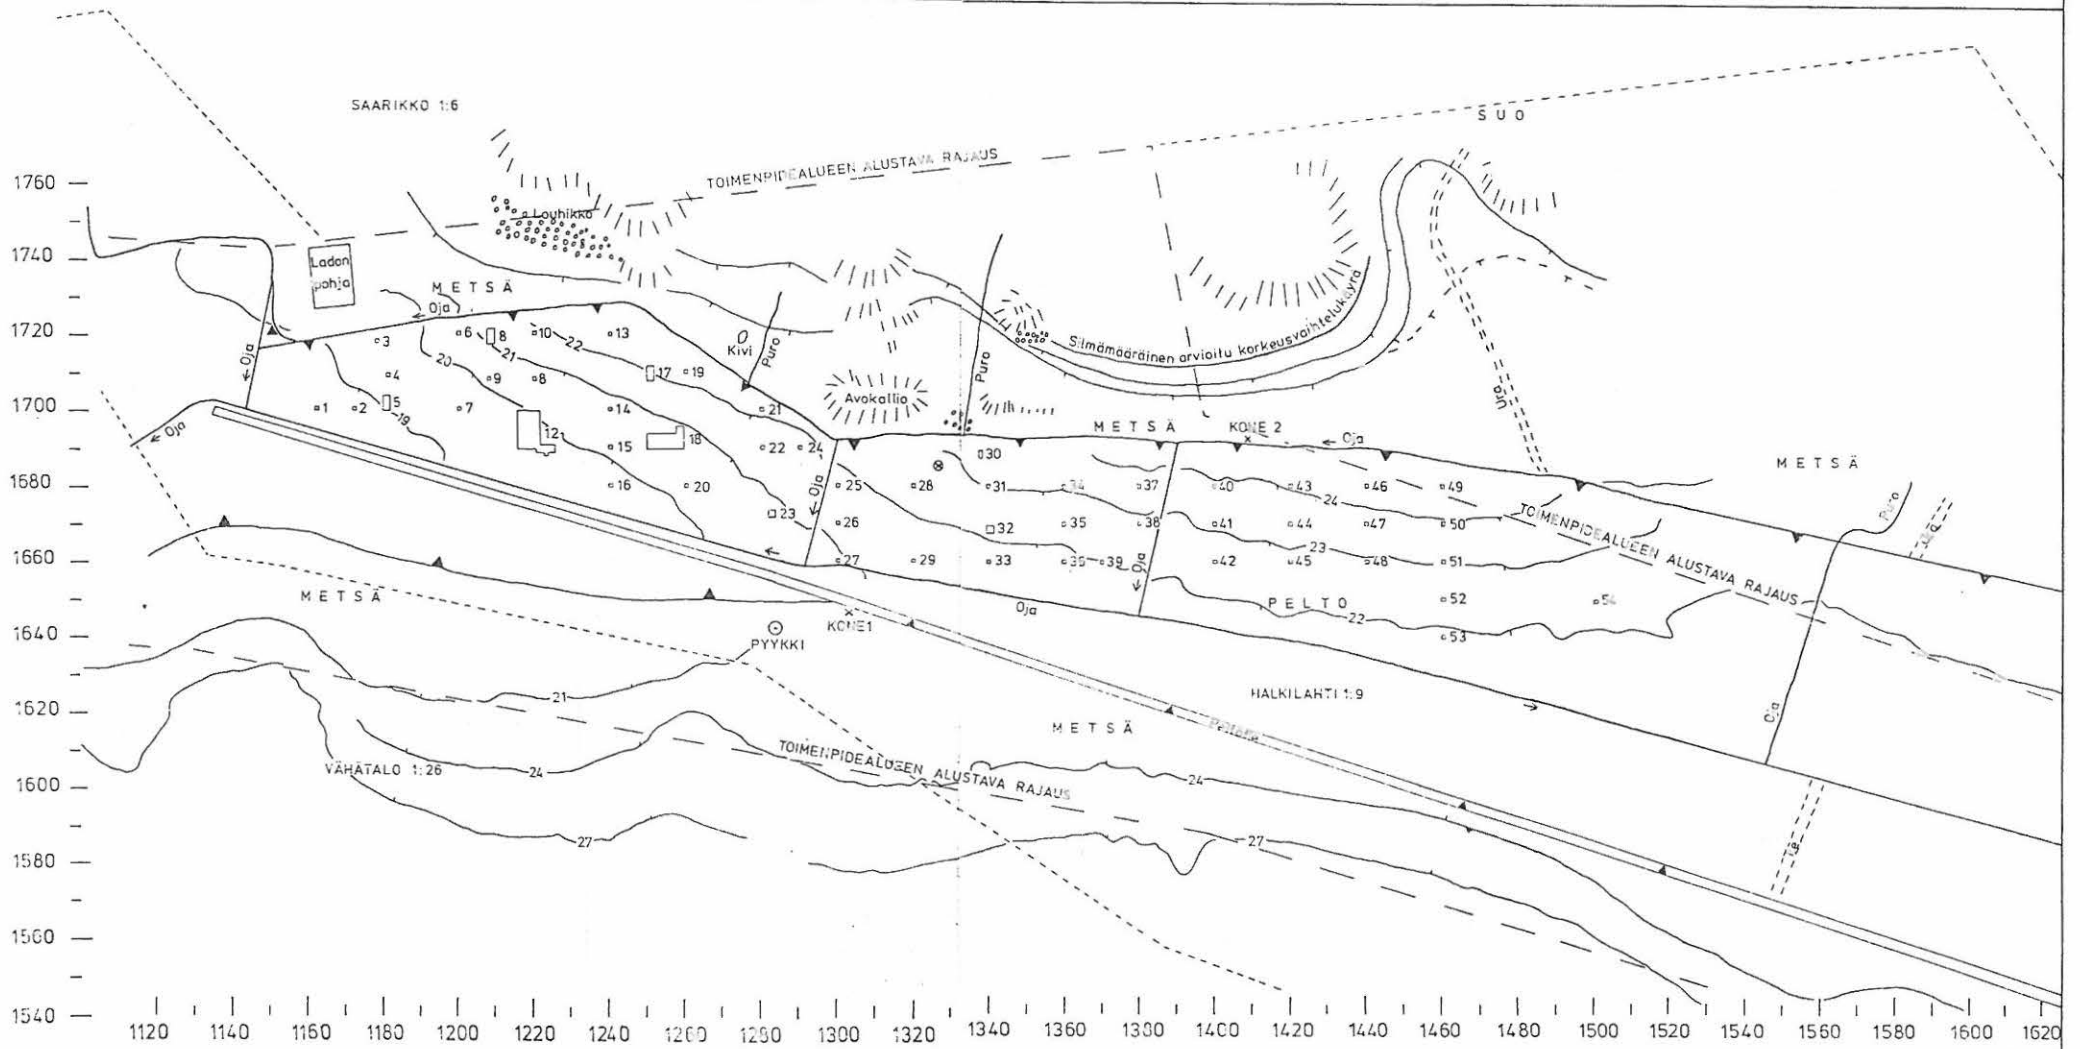 SUO
SAARIKKO 1:6
TOIMENPIDEALUEEN ALUSTAVA RAJAUS
1760
Louhikko
1740
Ladon
pohja
METSÄ
Oja
1720
Oja
3
6
8
10
13
22
21
20
Kivi
Puro
Puro
Silmämääräinen arvioitu korkeusvaihtelukäyrä
Ura
4
9
8
17
19
Avokallio
1700
1
2
5
19
7
14
21
Oja
12
15
18
22
24
METSÄ
KONE 2
Oja
METSÄ
30
1680
16
20
25
28
31
34
37
40
43
24
46
49
Oja
23
26
32
35
38
41
44
47
50
TOIMENPIDEALUEEN ALUSTAVA RAJAUS
Puro
23
1660
27
29
33
36
39
42
45
48
51
Oja
METSÄ
Oja
PELTO
22
52
54
KONE1
1640
PYYKKI
53
21
HALKILAHTI 1:9
1620
METSÄ
Peltotie
Oja
VÄHÄTALO 1:26
24
TOIMENPIDEALUEEN ALUSTAVA RAJAUS
24
1600
27
27
1580
1560
1540
1120 1140 1160 1180 1200 1220 1240 1260 1280 1300 1320 1340 1360 1380 1400 1420 1440 1460 1480 1500 1520 1540 1560 1580 1600 1620